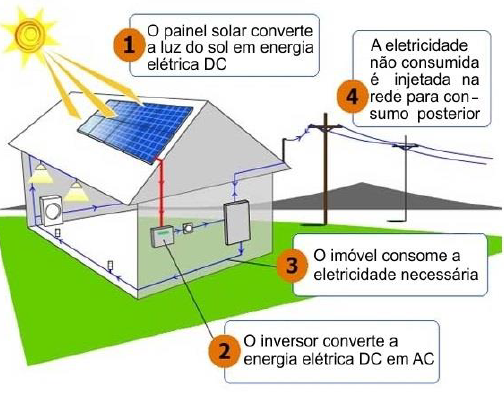 1
O painel solar converte
a luz do sol em energia
elétrica DC
4
A eletricidade
não consumida
é injetada na
rede para con-
sumo posterior
3
O imóvel consome a
eletricidade necessária
2
O inversor converte a
energia elétrica DC em AC